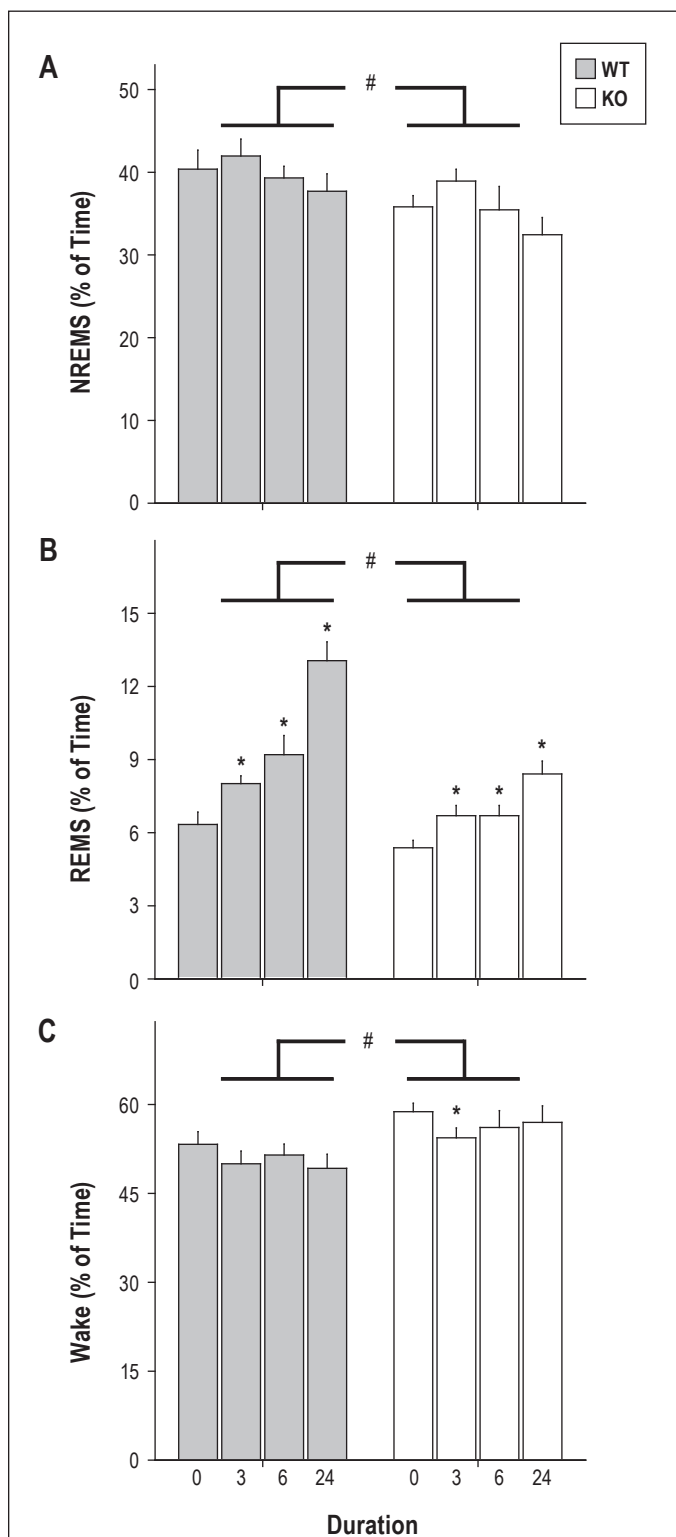 A
#
WT
KO
NREMS (% of Time)
50
40
30
20
10
0
B
#
REMS (% of Time)
15
12
9
6
3
0
* * * * * *
C
#
Wake (% of Time)
60
45
30
15
0
*
0 3 6 24 0 3 6 24
Duration